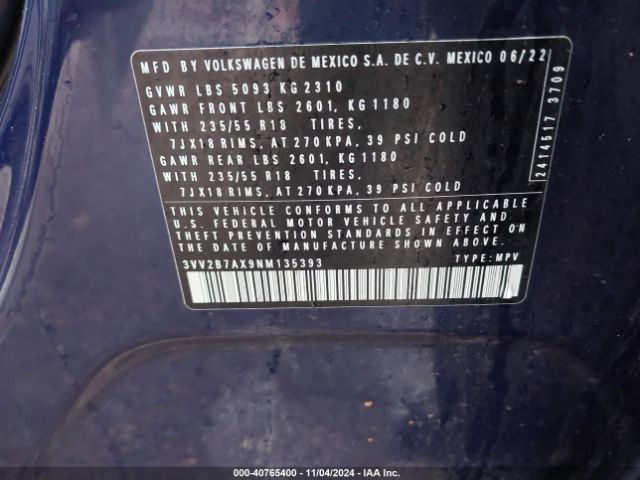 MFD BY VOLKSWAGEN DE MEXICO S.A. DE C.V. MEXICO 06/22
GVWR LBS 5093 KG 2310
GAWR FRONT LBS 2601, KG 1180
WITH 235/55 R18 TIRES,
7JX18 RIMS, AT 270 KPA, 39 PSI COLD
GAWR REAR LBS 2601, KG 1180
WITH 235/55 R18 TIRES,
7JX18 RIMS, AT 270 KPA, 39 PSI COLD
THIS VEHICLE CONFORMS TO ALL APPLICABLE
U.S. FEDERAL MOTOR VEHICLE SAFETY AND
THEFT PREVENTION STANDARDS IN EFFECT ON
THE DATE OF MANUFACTURE SHOWN ABOVE.
3VV2B7AX9NM135393 TYPE: MPV
2414517 3709
000-40765400 - 11/04/2024 - IAA Inc.